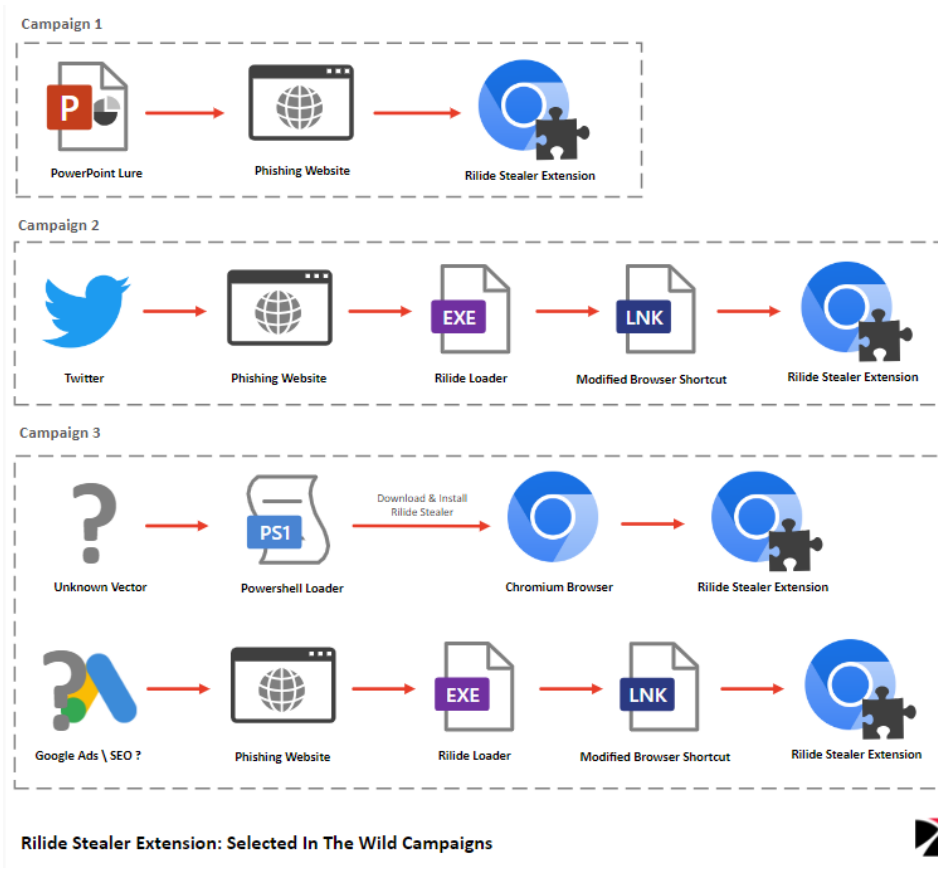 Campaign 1
P
PowerPoint Lure
Phishing Website
Rilide Stealer Extension
Campaign 2
EXE
LNK
Twitter
Phishing Website
Rilide Loader
Modified Browser Shortcut
Rilide Stealer Extension
Campaign 3
?
PS1
Download & Install
Rilide Stealer
Unknown Vector
Powershell Loader
Chromium Browser
Rilide Stealer Extension
?
EXE
LNK
Google Ads \ SEO ?
Phishing Website
Rilide Loader
Modified Browser Shortcut
Rilide Stealer Extension
Rilide Stealer Extension: Selected In The Wild Campaigns